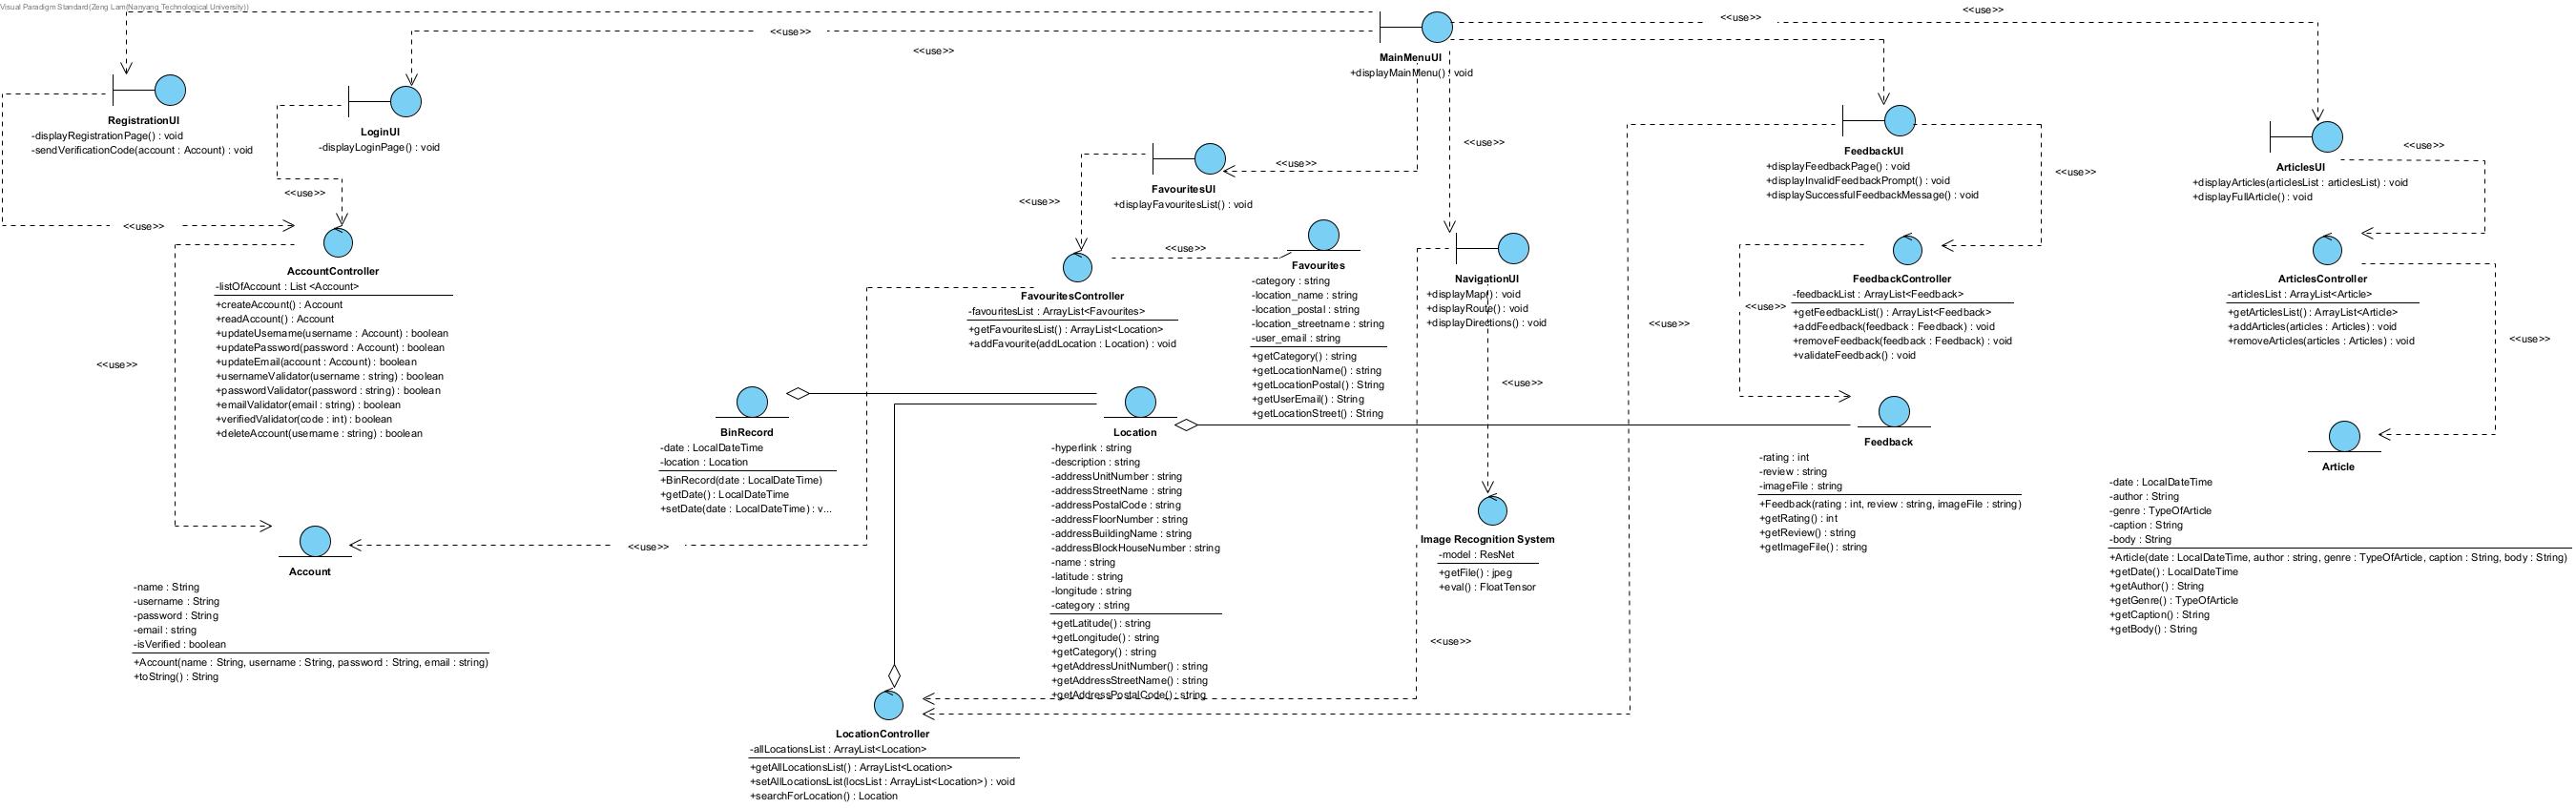 Visual Paradigm Standard(Zeng Lam(Nanyang Technological University))
<<use>>
<<use>>
<<use>>
<<use>>
MainMenuUI
+displayMainMenu() : void
RegistrationUI
-displayRegistrationPage() : void
-sendVerificationCode(account : Account) : void
LoginUI
-displayLoginPage() : void
<<use>>
<<use>>
FavouritesUI
+displayFavouritesList() : void
<<use>>
<<use>>
<<use>>
FeedbackUI
+displayFeedbackPage() : void
+displayInvalidFeedbackPrompt() : void
+displaySuccessfulFeedbackMessage() : void
<<use>>
ArticlesUI
+displayArticles(articlesList : articlesList) : void
+displayFullArticle() : void
<<use>>
<<use>>
AccountController
-listOfAccount : List <Account>
+createAccount() : Account
+readAccount() : Account
+updateUsername(username : Account) : boolean
+updatePassword(password : Account) : boolean
+updateEmail(account : Account) : boolean
+usernameValidator(username : string) : boolean
+passwordValidator(password : string) : boolean
+emailValidator(email : string) : boolean
+verifiedValidator(code : int) : boolean
+deleteAccount(username : string) : boolean
<<use>>
<<use>>
FavouritesController
-favouritesList : ArrayList<Favourites>
+getFavouritesList() : ArrayList<Location>
+addFavourite(addLocation : Location) : void
Favourites
-category : string
-location_name : string
-location_postal : string
-location_streetname : string
-user_email : string
+getCategory() : string
+getLocationName() : string
+getLocationPostal() : String
+getUserEmail() : String
+getLocationStreet() : String
NavigationUI
+displayMap() : void
+displayRoute() : void
+displayDirections() : void
<<use>>
<<use>>
<<use>>
FeedbackController
-feedbackList : ArrayList<Feedback>
+getFeedbackList() : ArrayList<Feedback>
+addFeedback(feedback : Feedback) : void
+removeFeedback(feedback : Feedback) : void
+validateFeedback() : void
ArticlesController
-articlesList : ArrayList<Article>
+getArticlesList() : ArrayList<Article>
+addArticles(articles : Articles) : void
+removeArticles(articles : Articles) : void
<<use>>
BinRecord
-date : LocalDateTime
-location : Location
+BinRecord(date : LocalDateTime)
+getDate() : LocalDateTime
+setDate(date : LocalDateTime) : v...
Location
-hyperlink : string
-description : string
-addressUnitNumber : string
-addressStreetName : string
-addressPostalCode : string
-addressFloorNumber : string
-addressBuildingName : string
-addressBlockHouseNumber : string
-name : string
-latitude : string
-longitude : string
-category : string
+getLatitude() : string
+getLongitude() : string
+getCategory() : string
+getAddressUnitNumber() : string
+getAddressStreetName() : string
+getAddressPostalCode() : string
Feedback
-rating : int
-review : string
-imageFile : string
+Feedback(rating : int, review : string, imageFile : string)
+getRating() : int
+getReview() : string
+getImageFile() : string
Article
-date : LocalDateTime
-author : String
-genre : TypeOfArticle
-caption : String
-body : String
+Article(date : LocalDateTime, author : string, genre : TypeOfArticle, caption : String, body : String)
+getDate() : LocalDateTime
+getAuthor() : String
+getGenre() : TypeOfArticle
+getCaption() : String
+getBody() : String
Image Recognition System
-model : ResNet
+getFile() : jpeg
+eval() : FloatTensor
<<use>>
<<use>>
Account
-name : String
-username : String
-password : String
-email : string
-isVerified : boolean
+Account(name : String, username : String, password : String, email : string)
+toString() : String
LocationController
-allLocationsList : ArrayList<Location>
+getAllLocationsList() : ArrayList<Location>
+setAllLocationsList(locsList : ArrayList<Location>) : void
+searchForLocation() : Location